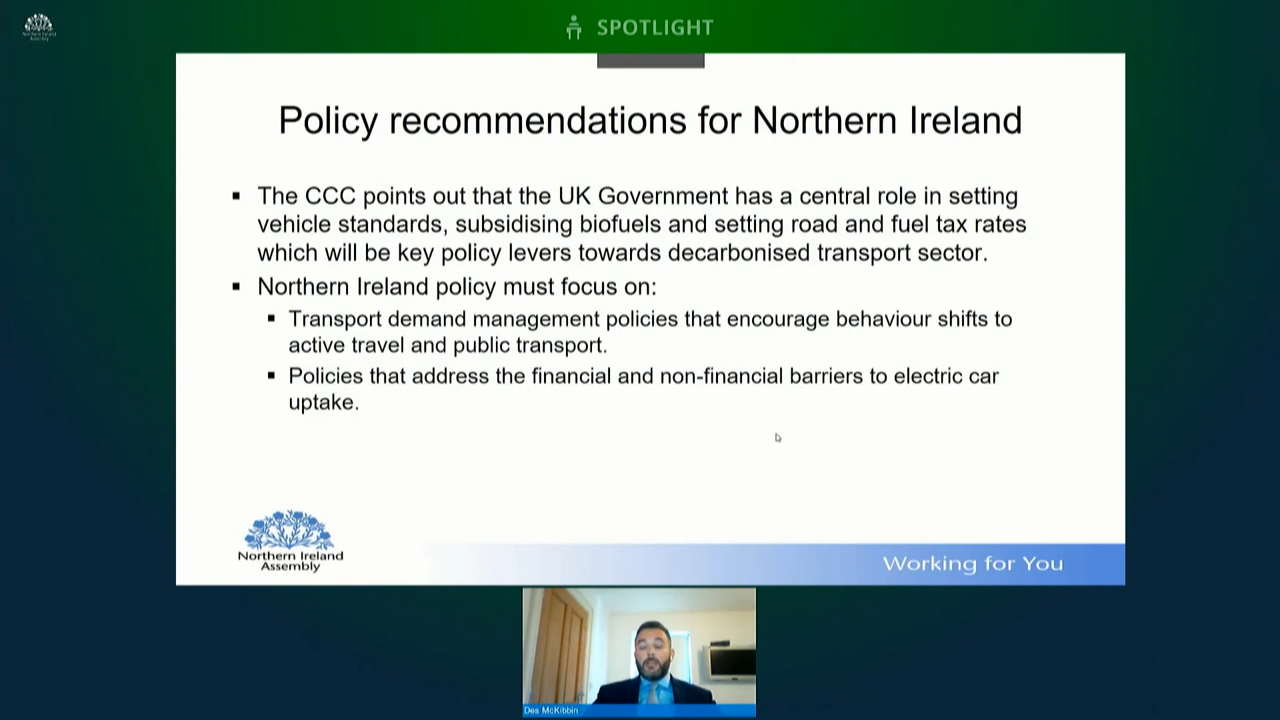 Northern Ireland
Assembly
SPOTLIGHT
Policy recommendations for Northern Ireland
▪ The CCC points out that the UK Government has a central role in setting
vehicle standards, subsidising biofuels and setting road and fuel tax rates
which will be key policy levers towards decarbonised transport sector.
▪ Northern Ireland policy must focus on:
▪ Transport demand management policies that encourage behaviour shifts to
active travel and public transport.
▪ Policies that address the financial and non-financial barriers to electric car
uptake.
Northern Ireland
Assembly
Working for You
Des McKibbin